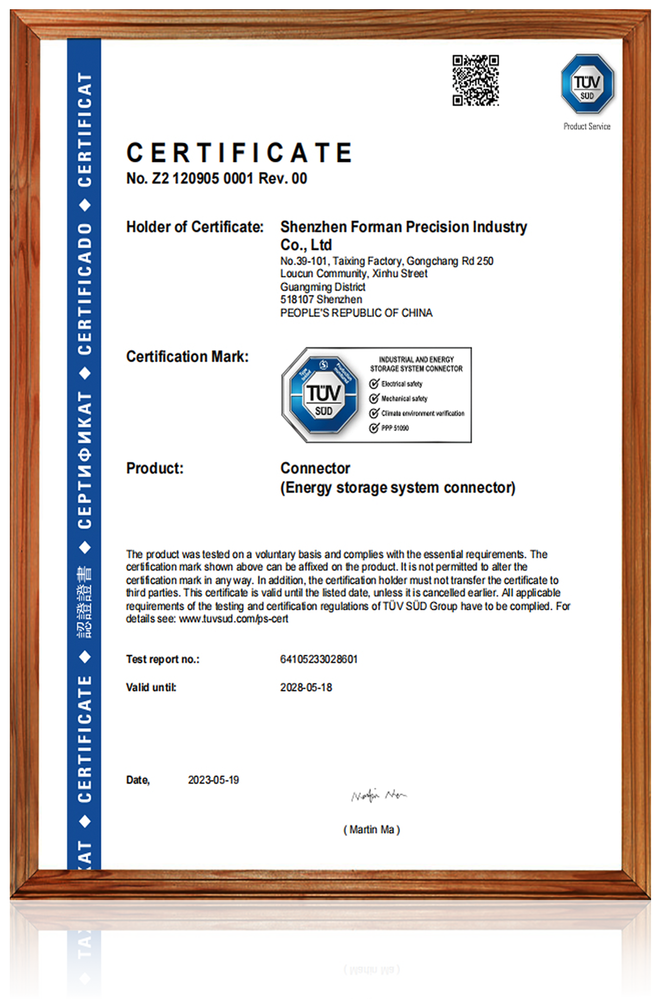 TÜV
SÜD
Product Service
CERTIFICATE
No. Z2 120905 0001 Rev. 00
Holder of Certificate:
Shenzhen Forman Precision Industry
Co., Ltd
No.39-101, Taixing Factory, Gongchang Rd 250
Loucun Community, Xinhu Street
Guangming District
518107 Shenzhen
PEOPLE'S REPUBLIC OF CHINA
Certification Mark:
Type tested
Production monitored
TÜV
SÜD
INDUSTRIAL AND ENERGY
STORAGE SYSTEM CONNECTOR
Electrical safety
Mechanical safety
Climate environment verification
PPP 51090
Product:
Connector
(Energy storage system connector)
The product was tested on a voluntary basis and complies with the essential requirements. The
certification mark shown above can be affixed on the product. It is not permitted to alter the
certification mark in any way. In addition, the certification holder must not transfer the certificate to
third parties. This certificate is valid until the listed date, unless it is cancelled earlier. All applicable
requirements of the testing and certification regulations of TÜV SÜD Group have to be complied. For
details see: www.tuvsud.com/ps-cert
Test report no.:
64105233028601
Valid until:
2028-05-18
Date,
2023-05-19
Martin Ma
( Martin Ma )
KAT ◆ CERTIFICATE ◆ 認證證書 ◆ СЕРТИФИКАТ ◆ CERTIFICADO ◆ CERTIFICAT